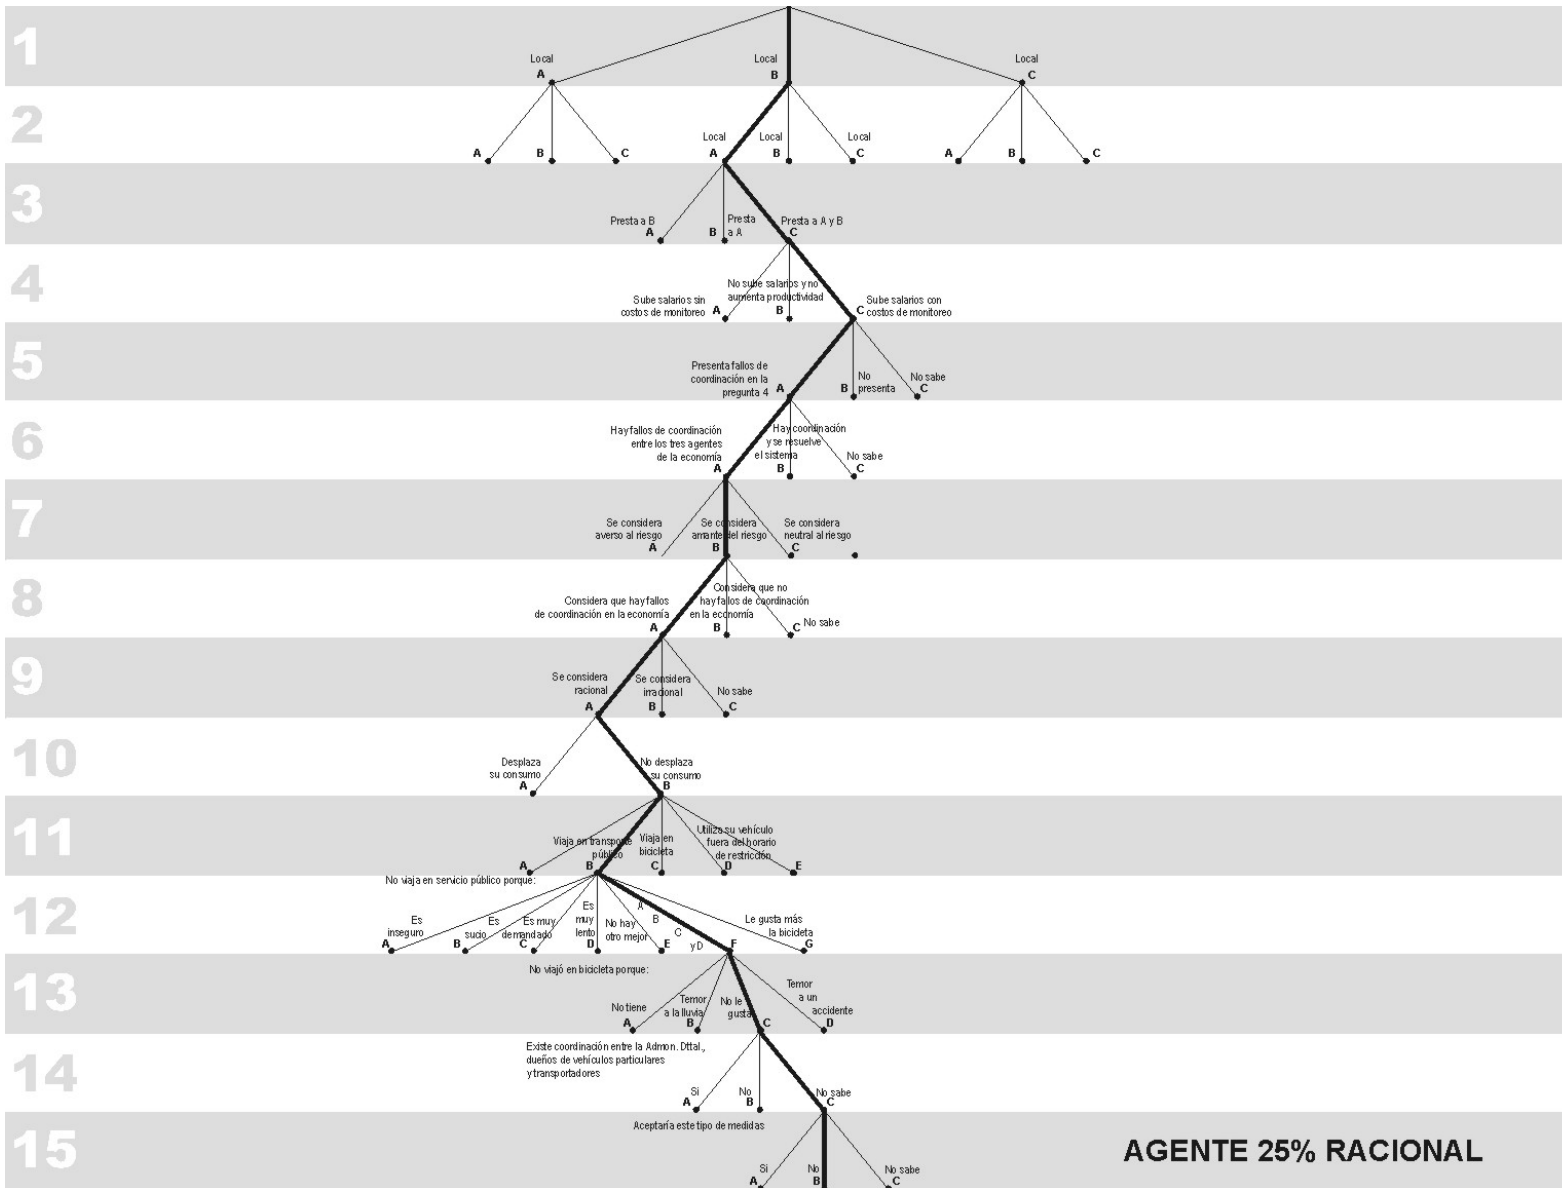 1
Local
Local
Local
A
B
C
2
Local
Local
Local
A
B
C
A
B
C
A
B
C
3
Presta a B
Presta
a A
Presta a A y B
A
B
C
4
No sube salarios y no
aumenta productividad
Sube salarios sin
costos de monitoreo
Sube salarios con
costos de monitoreo
A
B
C
5
Presenta fallos de
coordinación en la
pregunta 4
No
presenta
No sabe
A
B
C
6
Hay fallos de coordinación
entre los tres agentes
de la economía
Hay coordinación
y se resuelve
el sistema
No sabe
A
B
C
7
Se considera
averso al riesgo
Se considera
amante del riesgo
Se considera
neutral al riesgo
A
B
C
8
Considera que hay fallos
de coordinación en la economía
Considera que no
hay fallos de coordinación
en la economía
No sabe
A
B
C
9
Se considera
racional
Se considera
irracional
No sabe
A
B
C
10
Desplaza
su consumo
No desplaza
su consumo
A
B
11
Viaja en transporte
público
Viaja en
bicicleta
Utiliza su vehículo
fuera del horario
de restricción
A
B
C
D
E
No viaja en servicio público porque:
12
Es
inseguro
Es
sucio
Es muy
demandado
Es
muy
lento
No hay
otro mejor
A
B
C
y D
Le gusta más
la bicicleta
A
B
C
D
E
F
G
No viajó en bicicleta porque:
13
No tiene
Temor
a la lluvia
No le
gusta
Temor
a un
accidente
A
B
C
D
Existe coordinación entre la Admon. Dttal.,
dueños de vehículos particulares
y transportadores
14
Si
No
No sabe
A
B
C
Aceptaría este tipo de medidas
15
Si
No
No sabe
A
B
C
AGENTE 25% RACIONAL